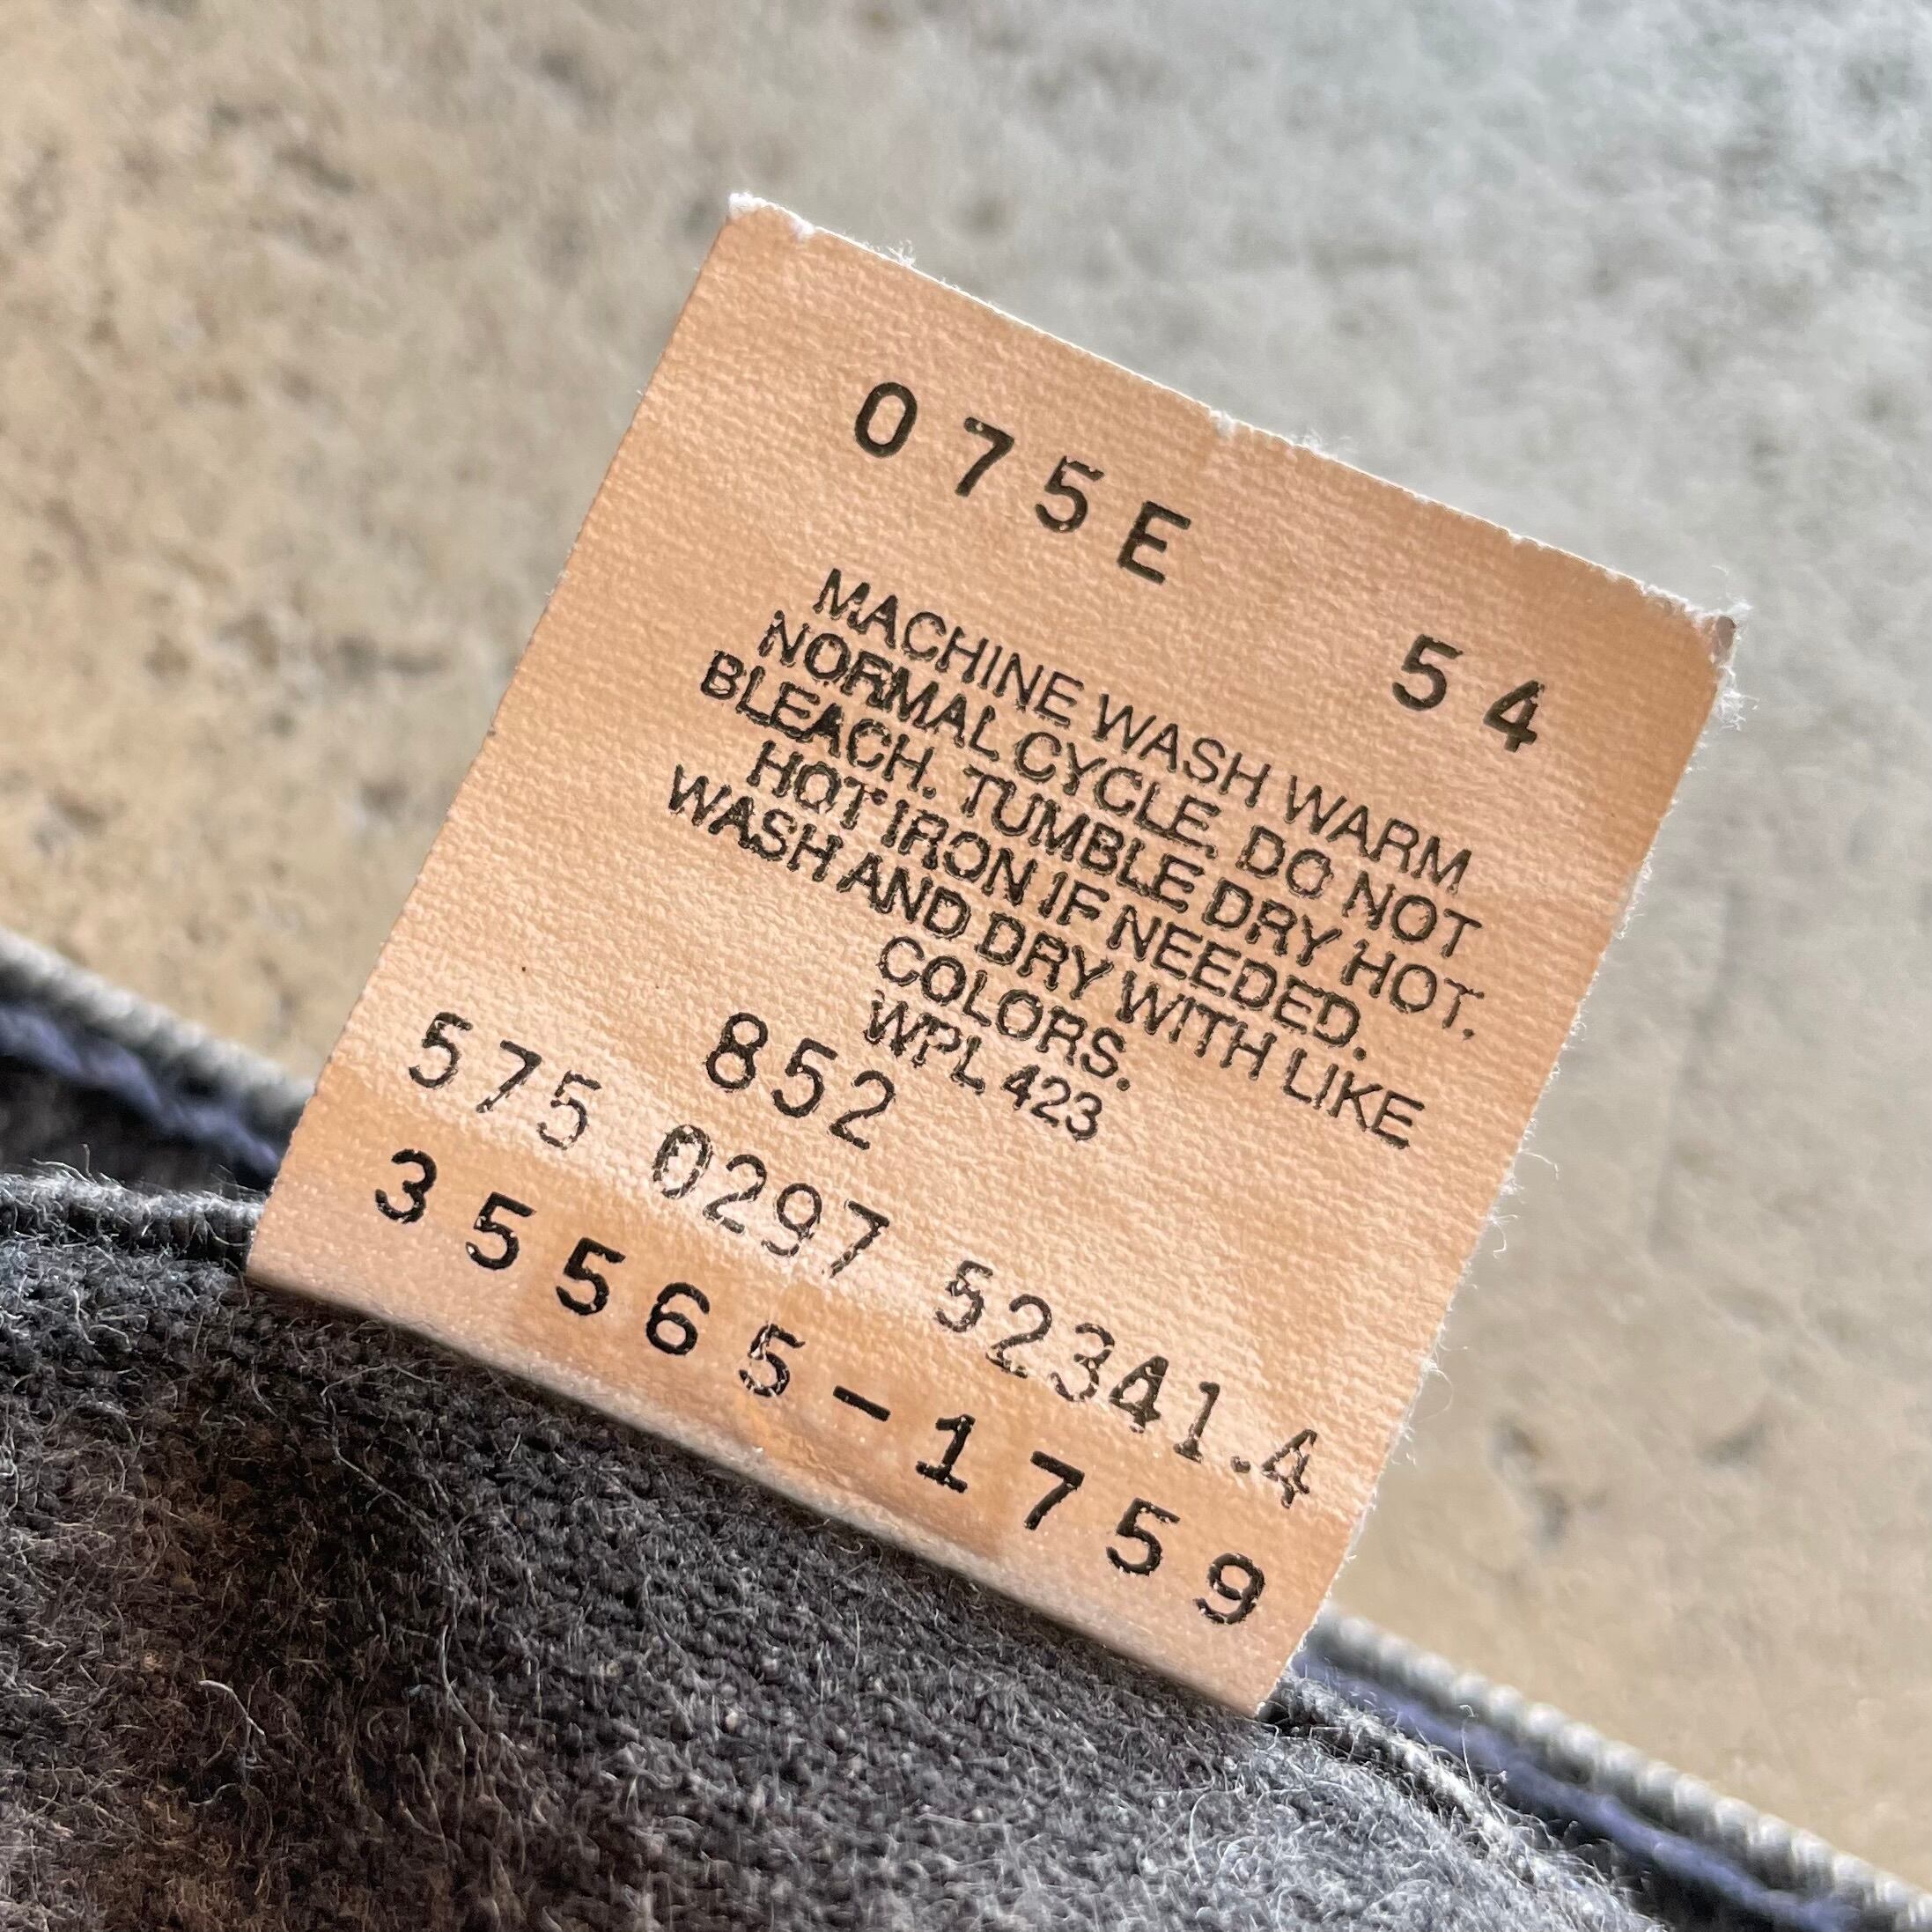 075E 54
MACHINE WASH WARM
NORMAL CYCLE. DO NOT
BLEACH. TUMBLE DRY HOT.
HOT IRON IF NEEDED.
WASH AND DRY WITH LIKE
COLORS.
WPL 423
852
575 0297 52341.4
35565-1759